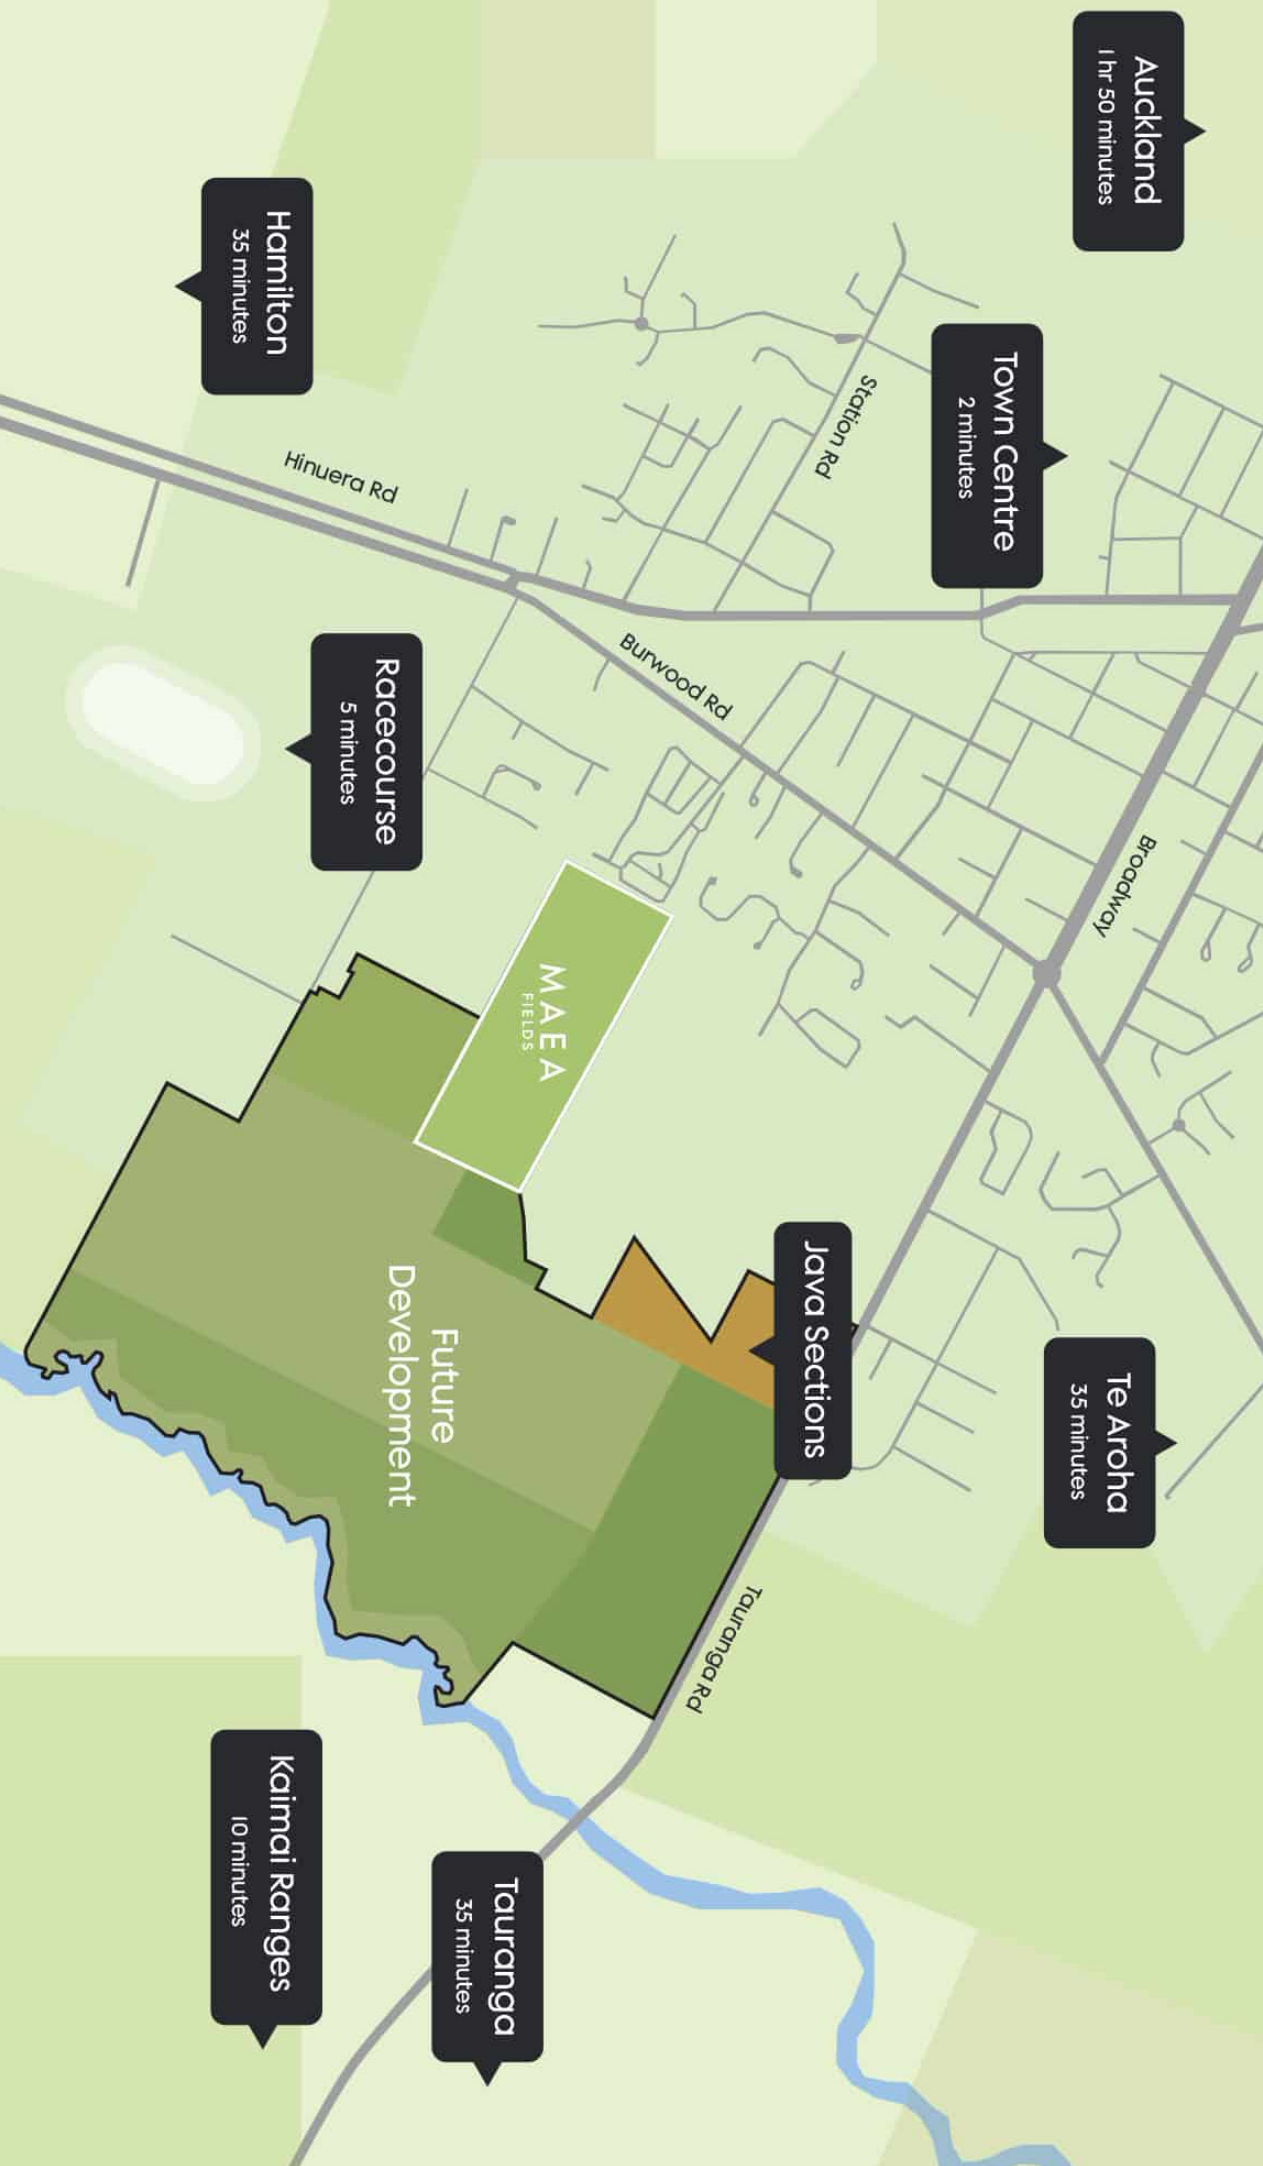 Auckland
1 hr 50 minutes
Town Centre
2 minutes
Hamilton
35 minutes
Station Rd
Hinuera Rd
Burwood Rd
Broadway
Racecourse
5 minutes
MAEA
FIELDS
Java Sections
Te Aroha
35 minutes
Future
Development
Tauranga Rd
Kaimai Ranges
10 minutes
Tauranga
35 minutes